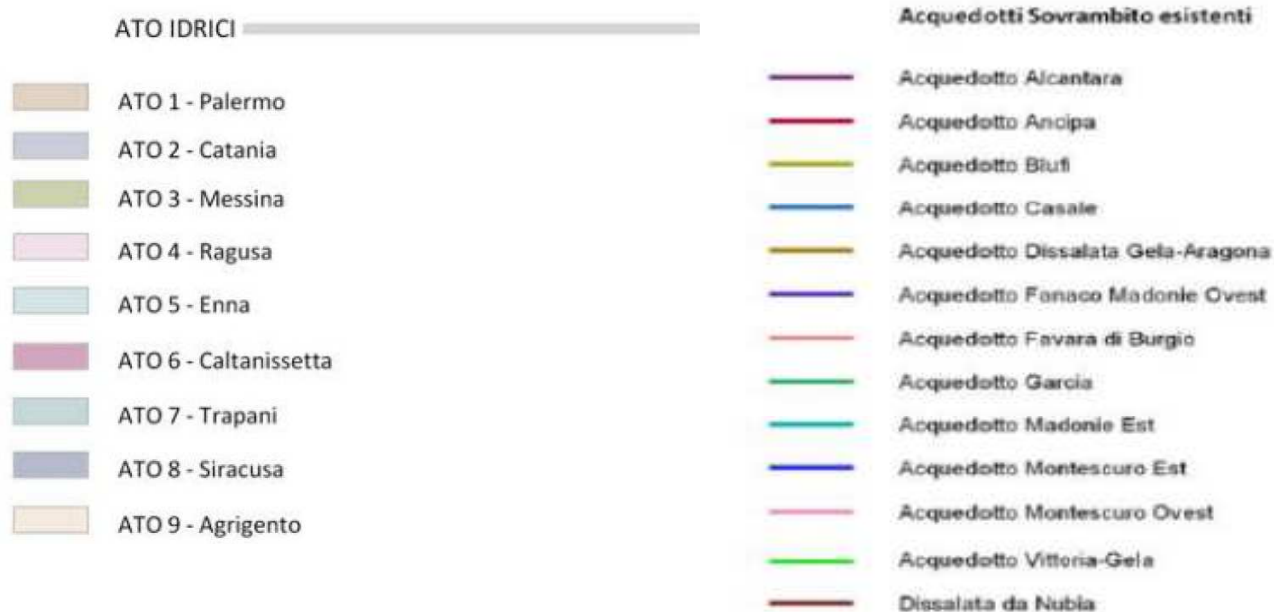 ATO IDRICI
ATO 1 - Palermo
ATO 2 - Catania
ATO 3 - Messina
ATO 4 - Ragusa
ATO 5 - Enna
ATO 6 - Caltanissetta
ATO 7 - Trapani
ATO 8 - Siracusa
ATO 9 - Agrigento
Acquedotti Sovrambito esistenti
Acquedotto Alcantara
Acquedotto Ancipa
Acquedotto Blufi
Acquedotto Casale
Acquedotto Dissalata Gela-Aragona
Acquedotto Fanaco Madonie Ovest
Acquedotto Favara di Burgio
Acquedotto Garcia
Acquedotto Madonie Est
Acquedotto Montescuro Est
Acquedotto Montescuro Ovest
Acquedotto Vittoria-Gela
Dissalata da Nubia